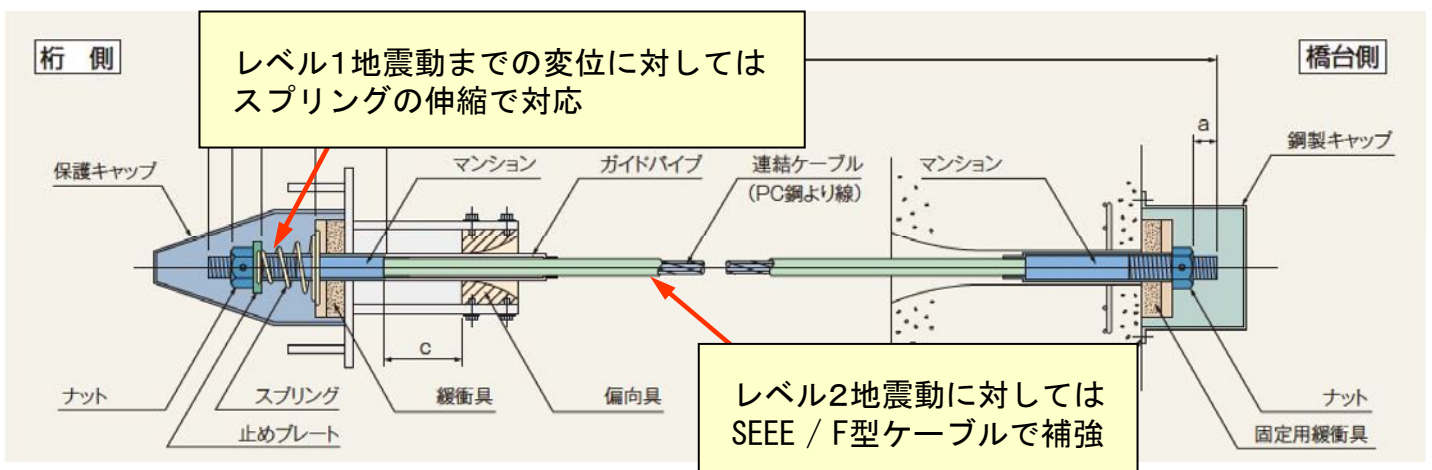 桁 側
レベル1地震動までの変位に対しては
スプリングの伸縮で対応
橋台側
a
保護キャップ
マンション
ガイドパイプ
連結ケーブル
(PC鋼より線)
マンション
鋼製キャップ
c
ナット
スプリング
止めプレート
緩衝具
偏向具
レベル2地震動に対しては
SEEE / F型ケーブルで補強
ナット
固定用緩衝具